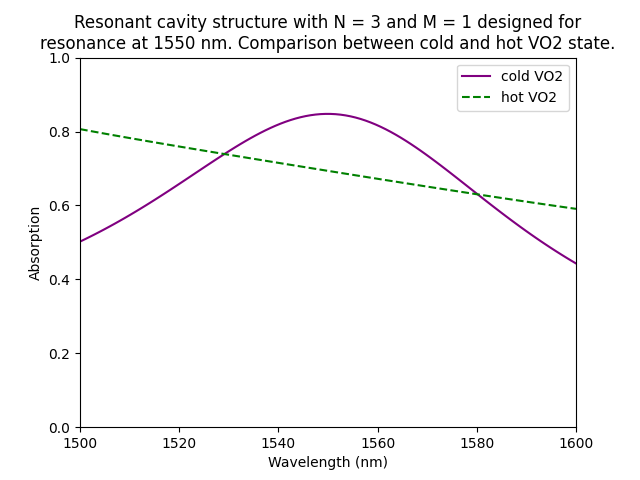 Resonant cavity structure with N = 3 and M = 1 designed for
resonance at 1550 nm. Comparison between cold and hot VO2 state.
cold VO2
hot VO2
1.0
0.8
0.6
0.4
0.2
0.0
Absorption
1500 1520 1540 1560 1580 1600
Wavelength (nm)